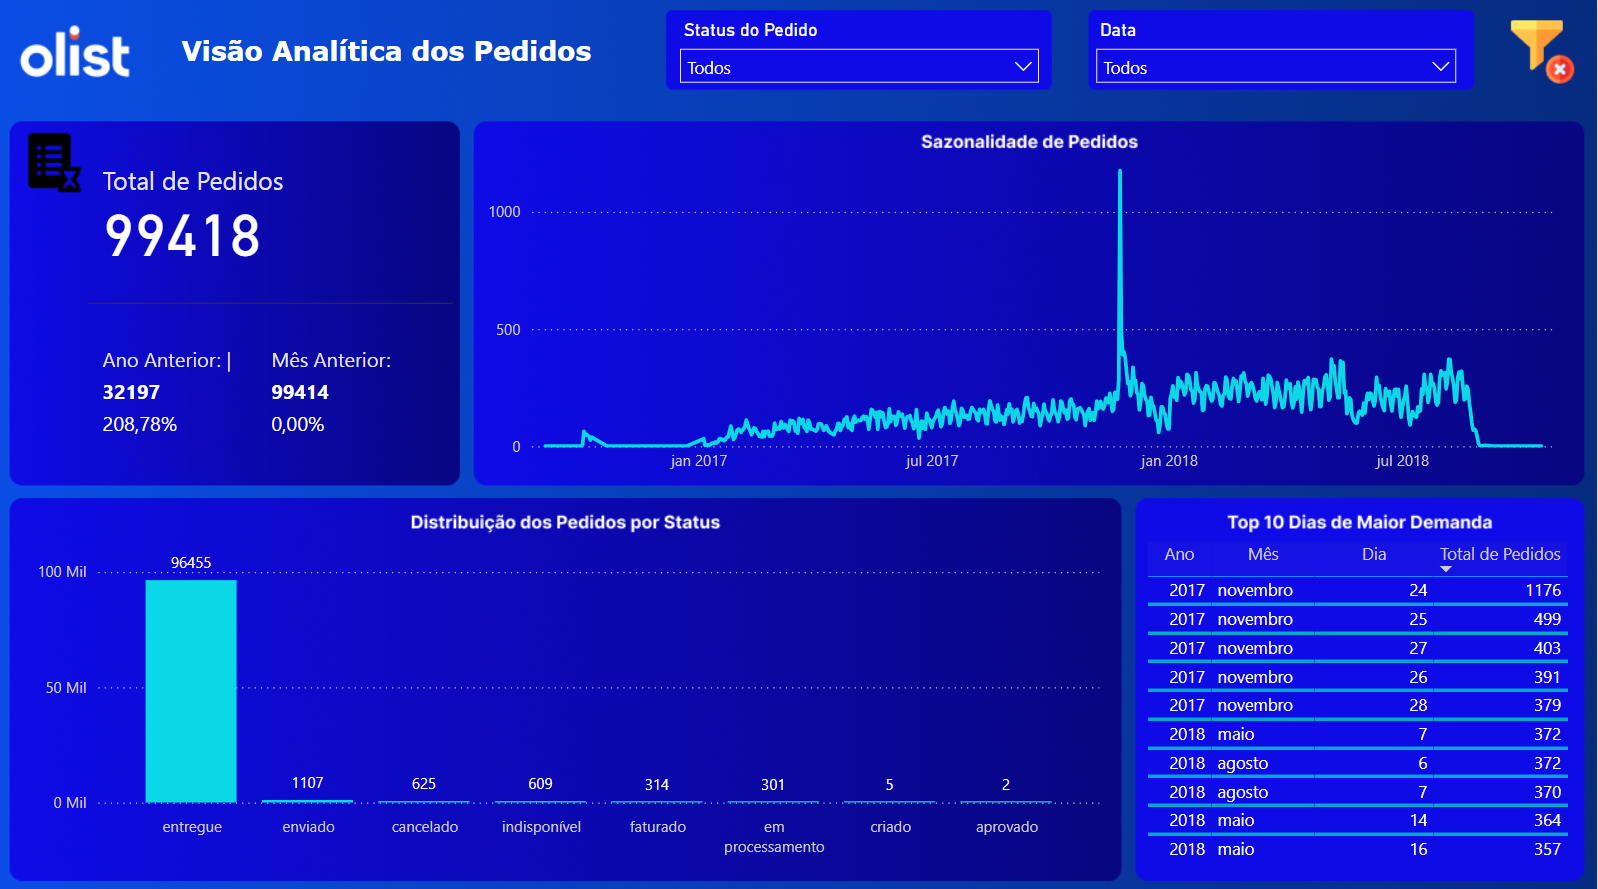 olist
Visão Analítica dos Pedidos
Status do Pedido
Todos
Data
Todos
Total de Pedidos
99418
Ano Anterior: |
32197
208,78%
Mês Anterior:
99414
0,00%
Sazonalidade de Pedidos
1000
500
0
jan 2017 jul 2017 jan 2018 jul 2018
Distribuição dos Pedidos por Status
100 Mil
50 Mil
0 Mil
96455 1107 625 609 314 301 5 2
entregue enviado cancelado indisponível faturado em processamento criado aprovado
Top 10 Dias de Maior Demanda
Ano Mês Dia Total de Pedidos
2017 novembro 24 1176
2017 novembro 25 499
2017 novembro 27 403
2017 novembro 26 391
2017 novembro 28 379
2018 maio 7 372
2018 agosto 6 372
2018 agosto 7 370
2018 maio 14 364
2018 maio 16 357